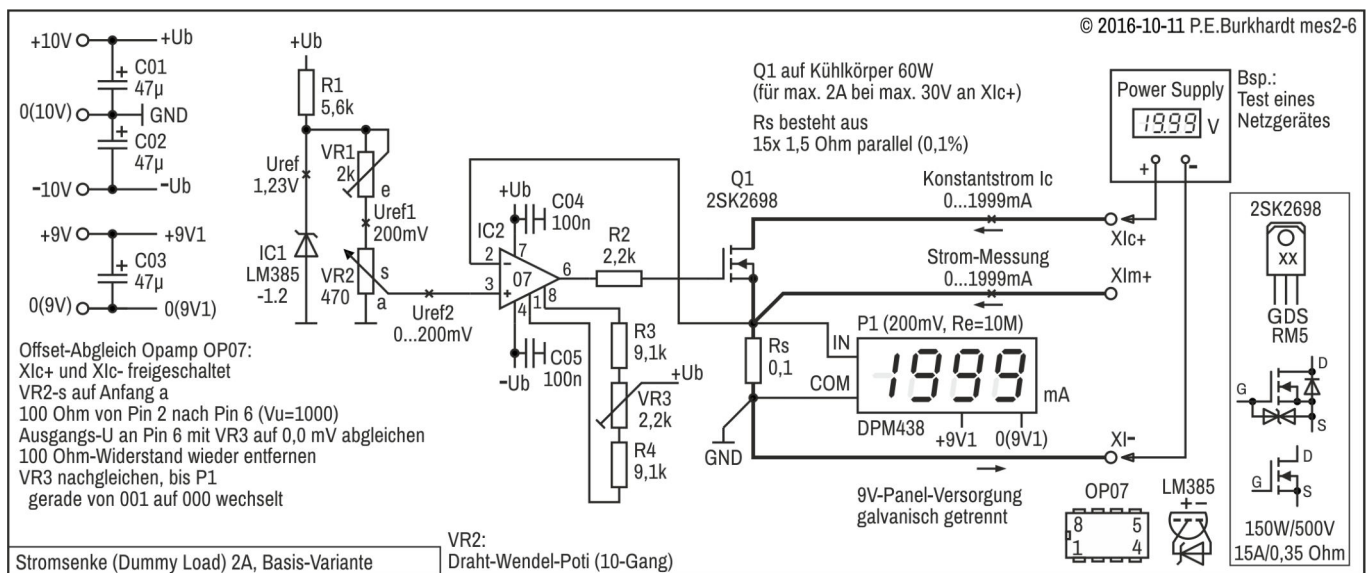 © 2016-10-11 P.E.Burkhardt mes2-6
+10V
+Ub
C01
47µ
0(10V)
GND
C02
47µ
-10V
-Ub
+9V
+9V1
C03
47µ
0(9V)
0(9V1)
+Ub
R1
5,6k
VR1
2k
e
Uref
1,23V
Uref1
200mV
IC1
LM385
-1.2
VR2
470
s
a
Uref2
0...200mV
+Ub
C04
100n
IC2
2
3
7
07
6
8
1
4
C05
100n
-Ub
R2
2,2k
R3
9,1k
+Ub
VR3
2,2k
R4
9,1k
Q1 auf Kühlkörper 60W
(für max. 2A bei max. 30V an XIc+)
Rs besteht aus
15x 1,5 Ohm parallel (0,1%)
Q1
2SK2698
Konstantstrom Ic
0...1999mA
XIc+
Strom-Messung
0...1999mA
XIm+
Rs
0,1
GND
P1 (200mV, Re=10M)
IN
COM
1999
mA
DPM438
+9V1
0(9V1)
XI-
9V-Panel-Versorgung
galvanisch getrennt
Power Supply
19.99 V
+
-
Bsp.:
Test eines
Netzgerätes
2SK2698
XX
GDS
RM5
D
G
S
D
G
S
150W/500V
15A/0,35 Ohm
OP07
8 5
1 4
LM385
+ -
Offset-Abgleich Opamp OP07:
XIc+ und XIc- freigeschaltet
VR2-s auf Anfang a
100 Ohm von Pin 2 nach Pin 6 (Vu=1000)
Ausgangs-U an Pin 6 mit VR3 auf 0,0 mV abgleichen
100 Ohm-Widerstand wieder entfernen
VR3 nachgleichen, bis P1
gerade von 001 auf 000 wechselt
Stromsenke (Dummy Load) 2A, Basis-Variante
VR2:
Draht-Wendel-Poti (10-Gang)